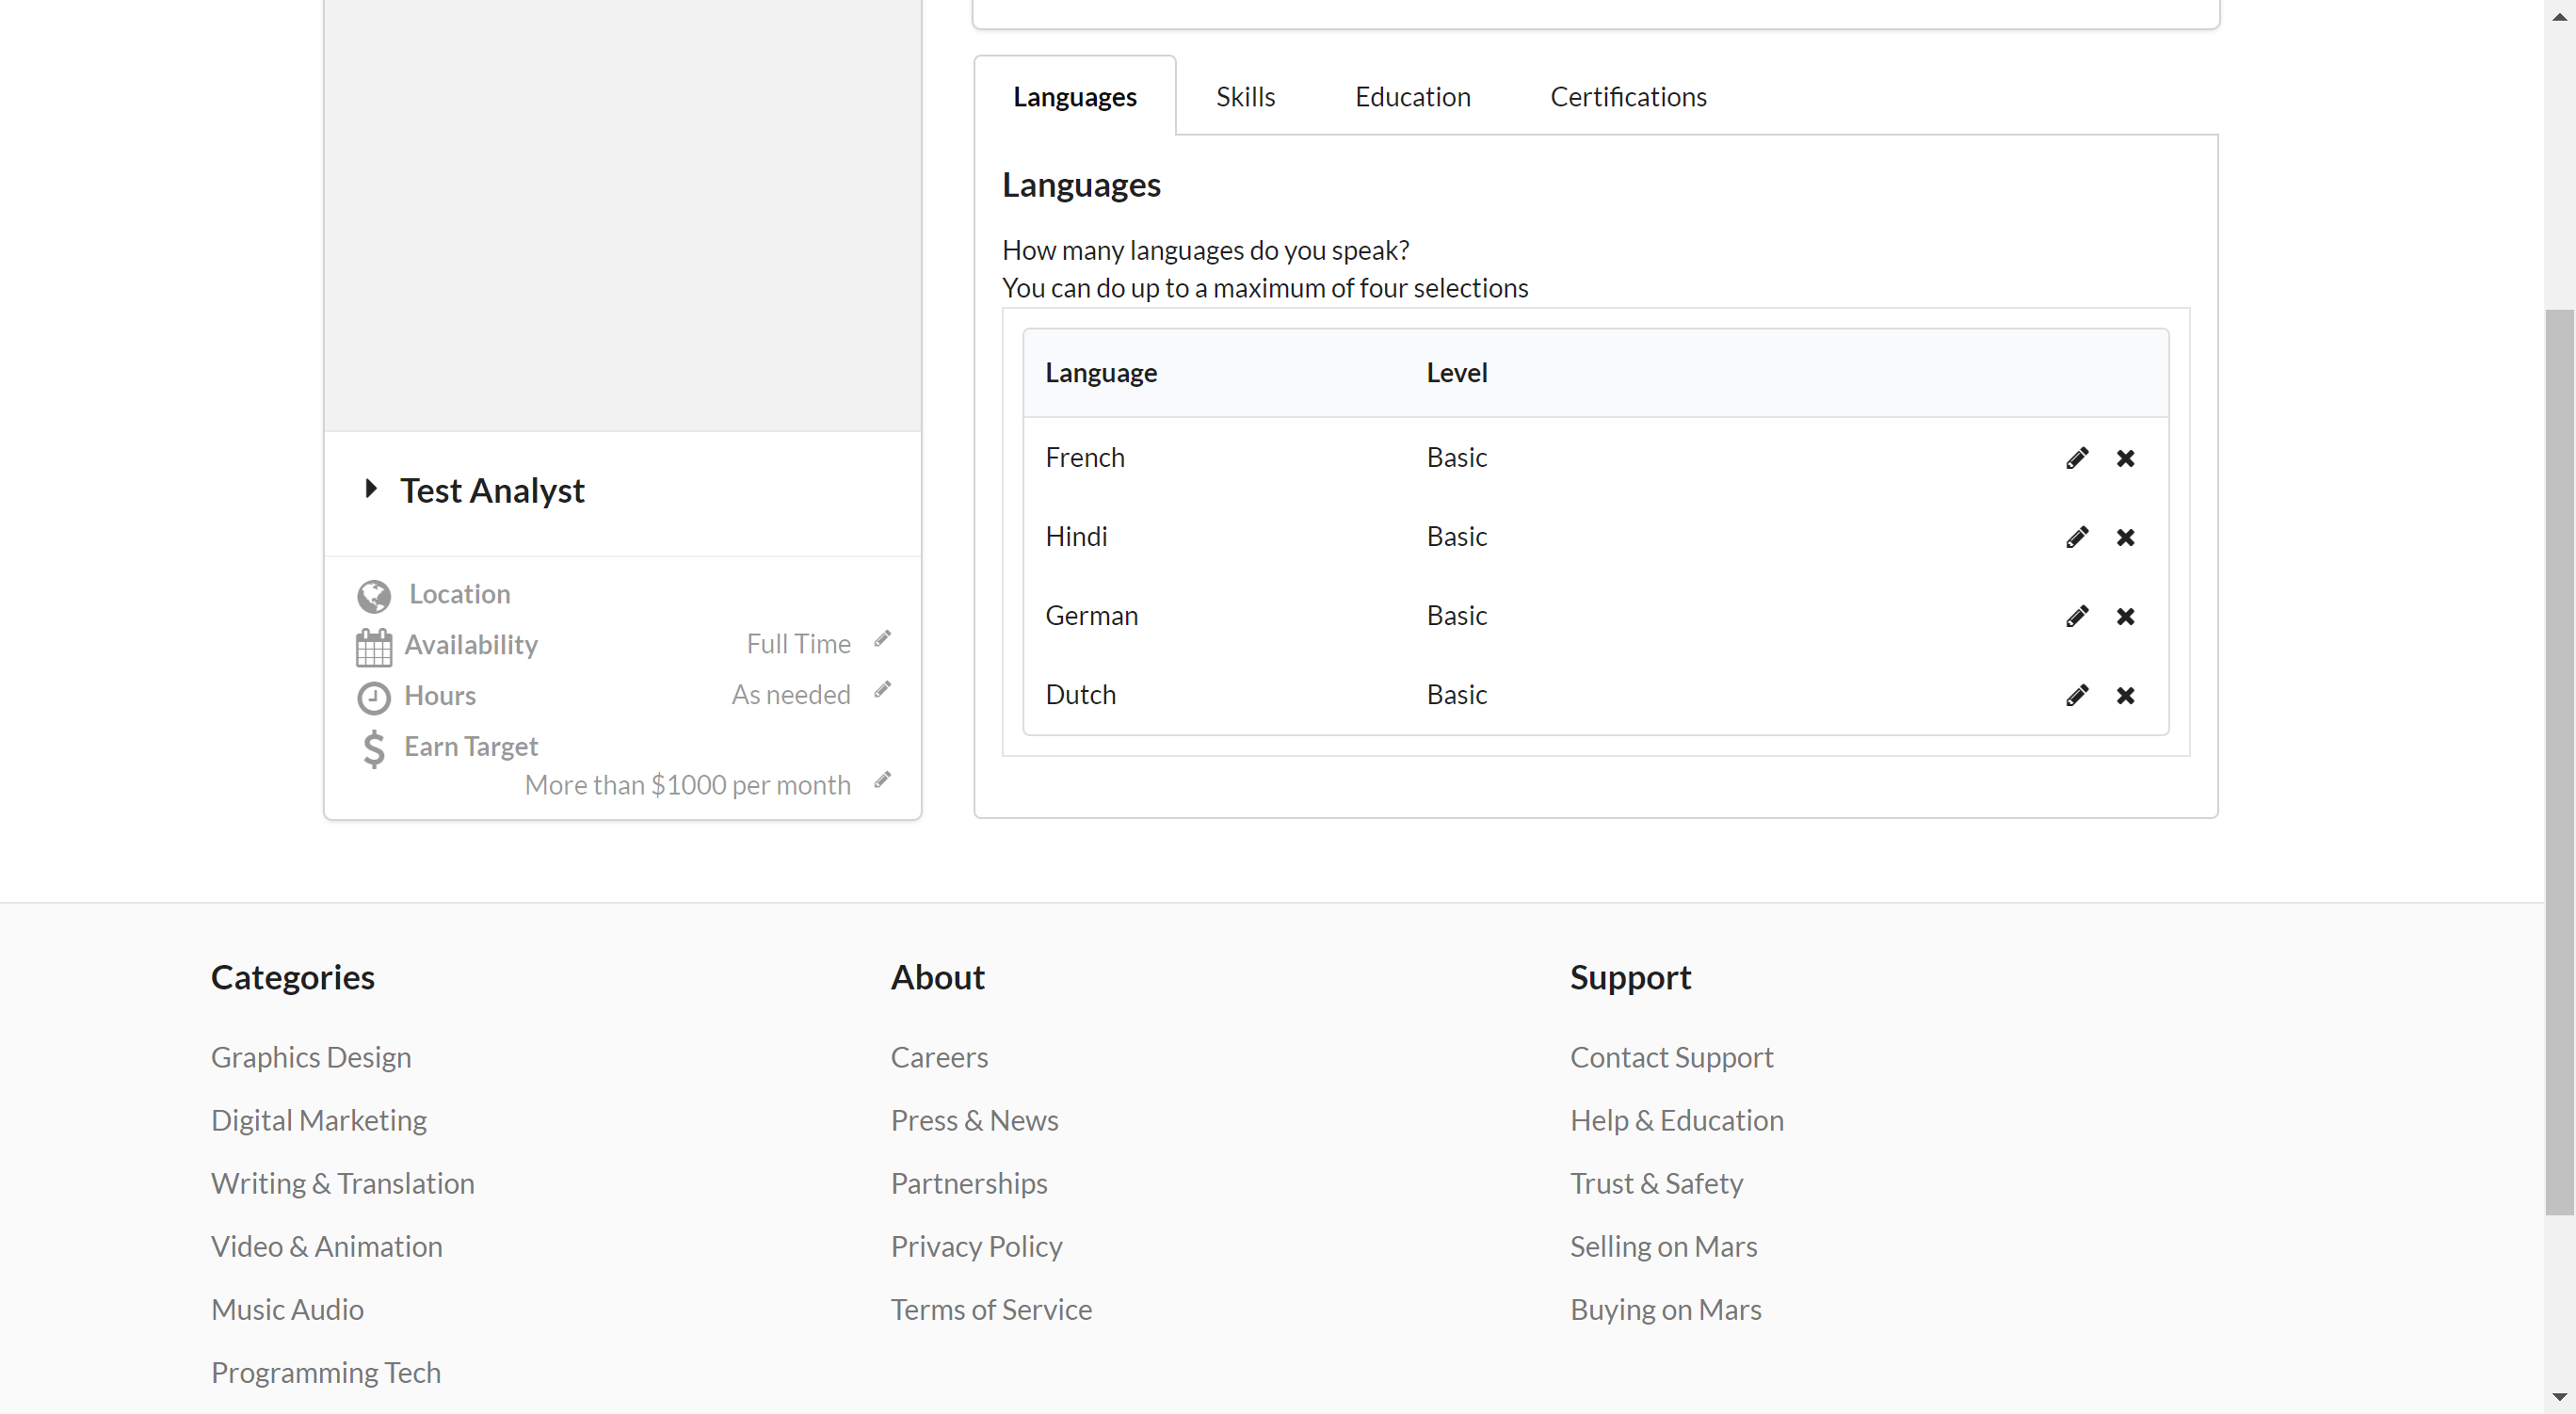 Languages Skills Education Certifications
Languages
How many languages do you speak?
You can do up to a maximum of four selections
Language Level
French Basic
Hindi Basic
German Basic
Dutch Basic
Test Analyst
Location
Availability Full Time
Hours As needed
Earn Target
More than $1000 per month
Categories
Graphics Design
Digital Marketing
Writing & Translation
Video & Animation
Music Audio
Programming Tech
About
Careers
Press & News
Partnerships
Privacy Policy
Terms of Service
Support
Contact Support
Help & Education
Trust & Safety
Selling on Mars
Buying on Mars